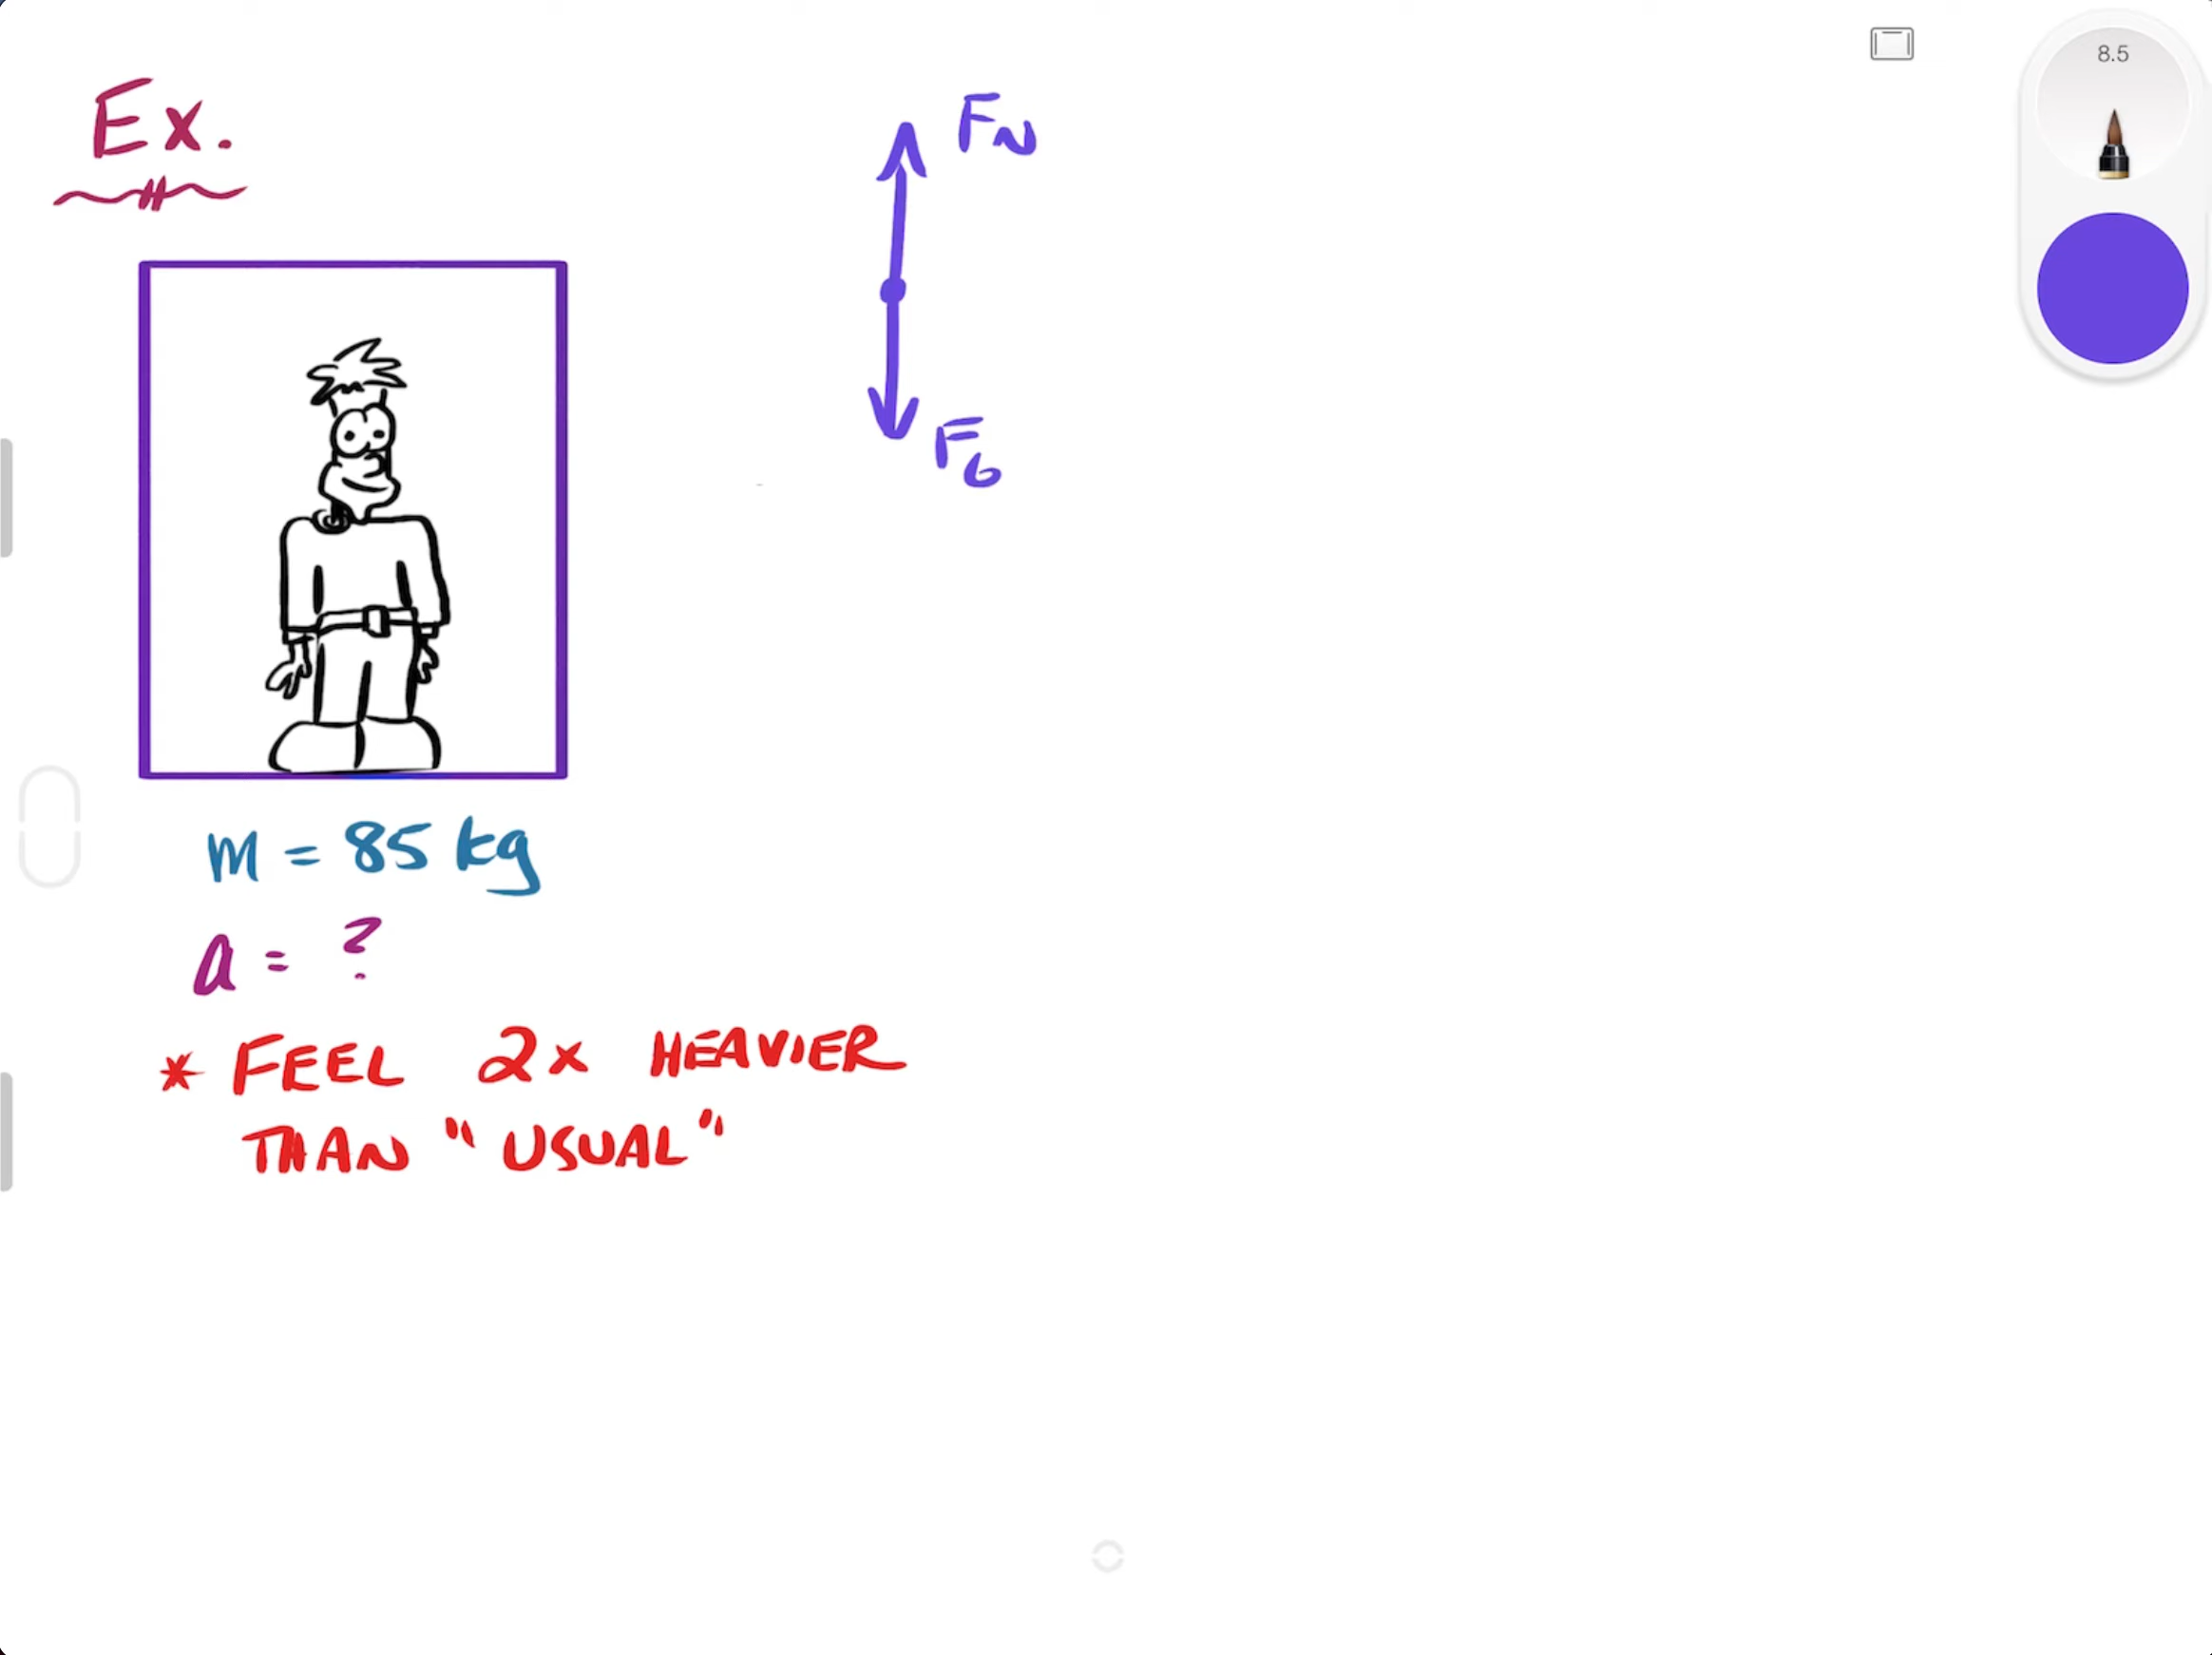 Ex.
8.5
FN
FG
m = 85 kg
a = ?
* FEEL 2x HEAVIER
THAN "USUAL"